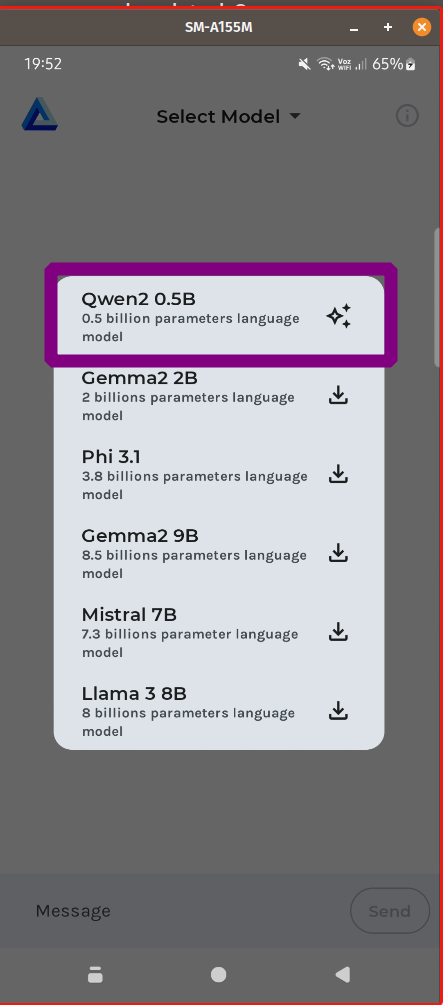 SM-A155M
19:52
Voz
WiFi
65%
Select Model
Qwen2 0.5B
0.5 billion parameters language
model
Gemma2 2B
2 billions parameters language
model
Phi 3.1
3.8 billions parameters language
model
Gemma2 9B
8.5 billions parameters language
model
Mistral 7B
7.3 billions parameter language
model
Llama 3 8B
8 billions parameters language
model
Message
Send